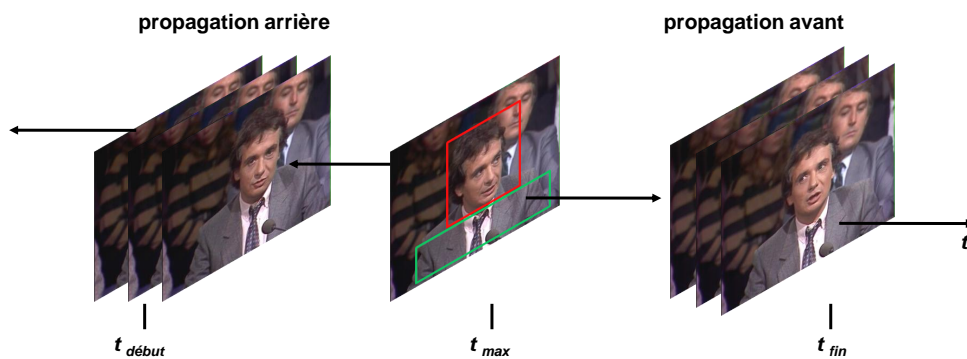 propagation arrière
propagation avant
t
t début
t max
t fin